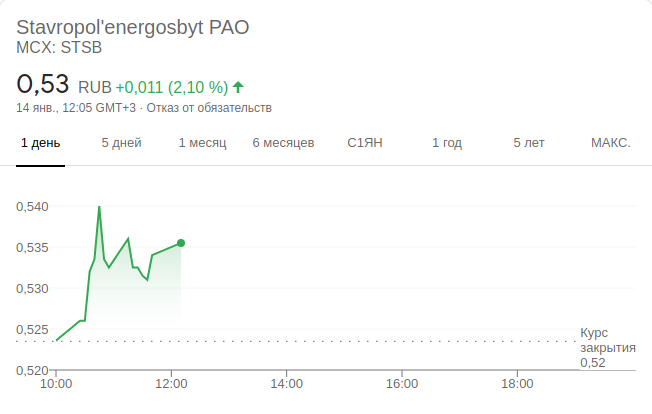 Stavropol'energosbyt PAO
MCX: STSB
0,53 RUB +0,011 (2,10 %)
14 янв., 12:05 GMT+3 · Отказ от обязательств
1 день 5 дней 1 месяц 6 месяцев С1ЯН 1 год 5 лет МАКС.
0,540
0,535
0,530
0,525
Курс
закрытия
0,52
0,520
10:00 12:00 14:00 16:00 18:00